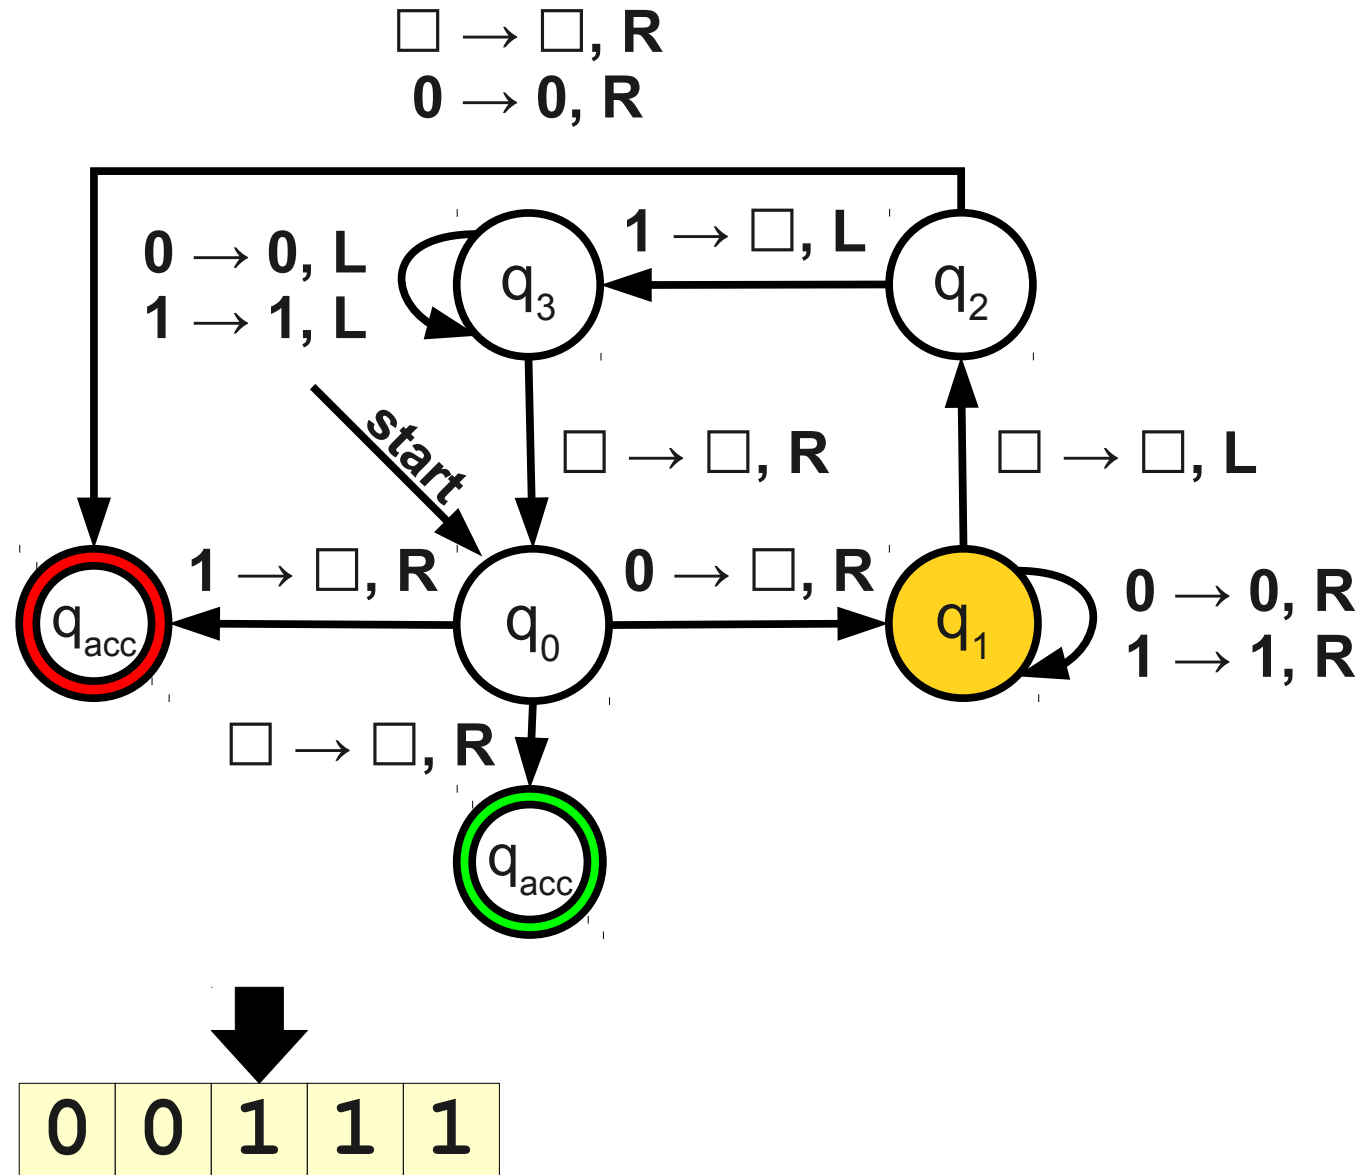 □ → □, R
0 → 0, R
0 → 0, L
1 → 1, L
q3
1 → □, L
q2
start
□ → □, R
□ → □, L
qacc
1 → □, R
q0
0 → □, R
q1
0 → 0, R
1 → 1, R
□ → □, R
qacc
0 0 1 1 1